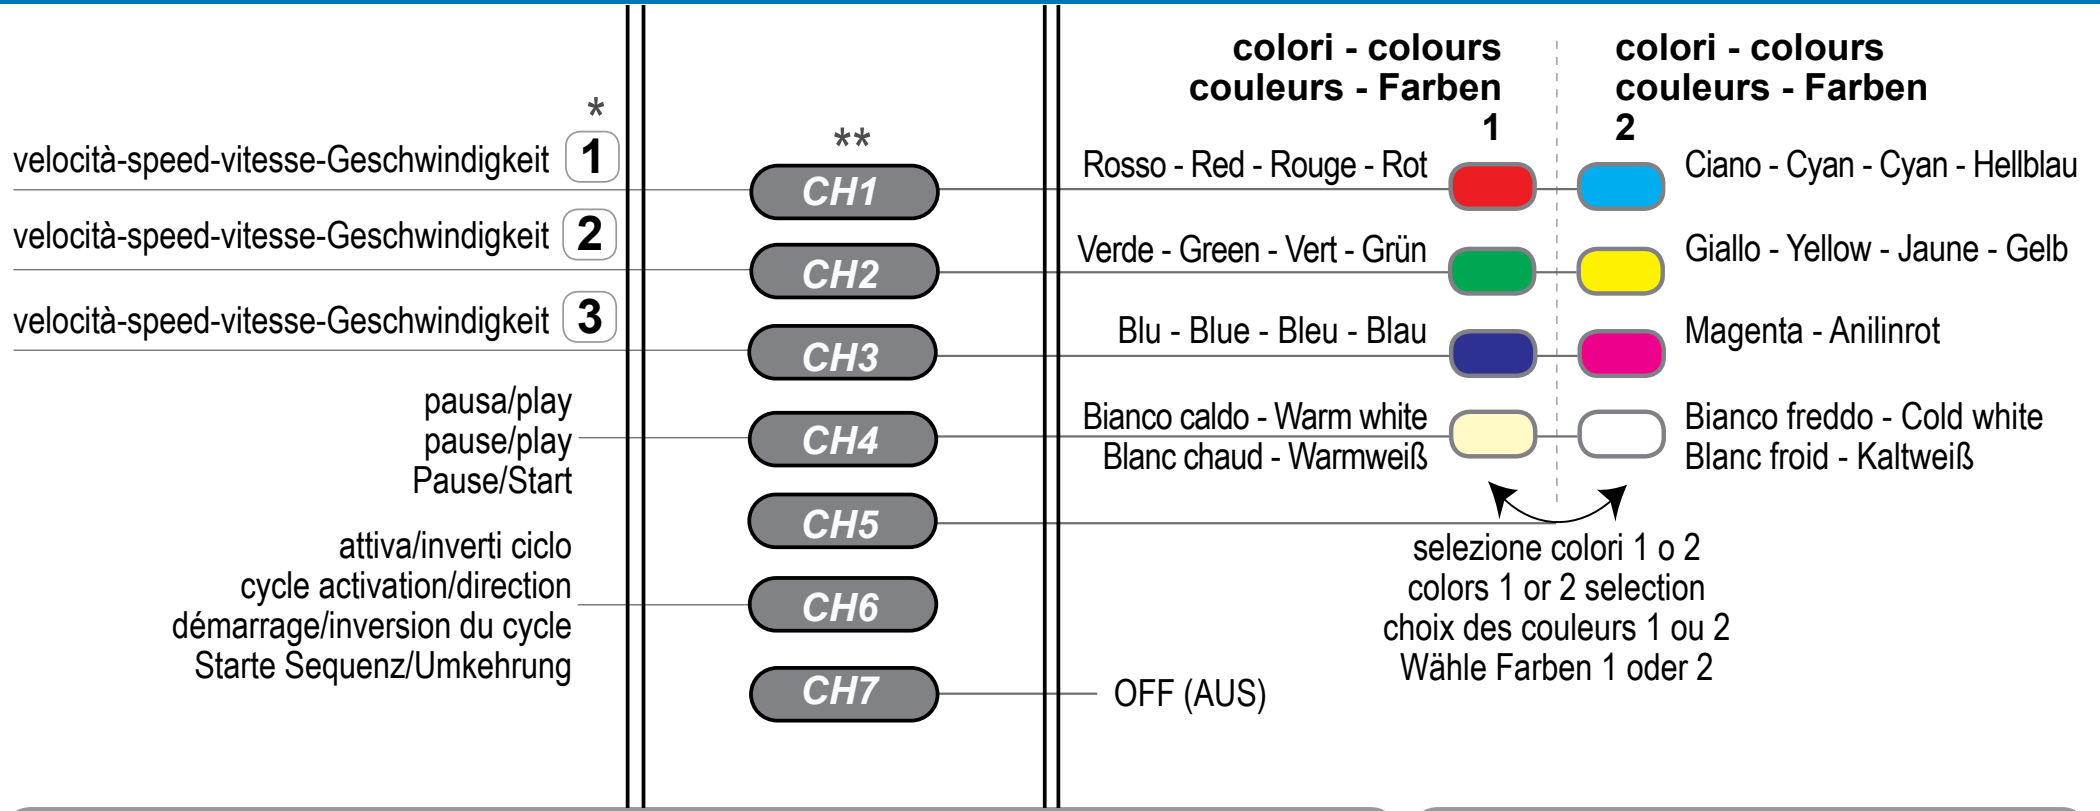 *
velocità-speed-vitesse-Geschwindigkeit 1
velocità-speed-vitesse-Geschwindigkeit 2
velocità-speed-vitesse-Geschwindigkeit 3
pausa/play
pause/play
Pause/Start
attiva/inverti ciclo
cycle activation/direction
démarrage/inversion du cycle
Starte Sequenz/Umkehrung
**
CH1
CH2
CH3
CH4
CH5
CH6
CH7
colori - colours
couleurs - Farben
1
Rosso - Red - Rouge - Rot
Verde - Green - Vert - Grün
Blu - Blue - Bleu - Blau
Bianco caldo - Warm white
Blanc chaud - Warmweiß
colori - colours
couleurs - Farben
2
Ciano - Cyan - Cyan - Hellblau
Giallo - Yellow - Jaune - Gelb
Magenta - Anilinrot
Bianco freddo - Cold white
Blanc froid - Kaltweiß
selezione colori 1 o 2
colors 1 or 2 selection
choix des couleurs 1 ou 2
Wähle Farben 1 oder 2
OFF (AUS)